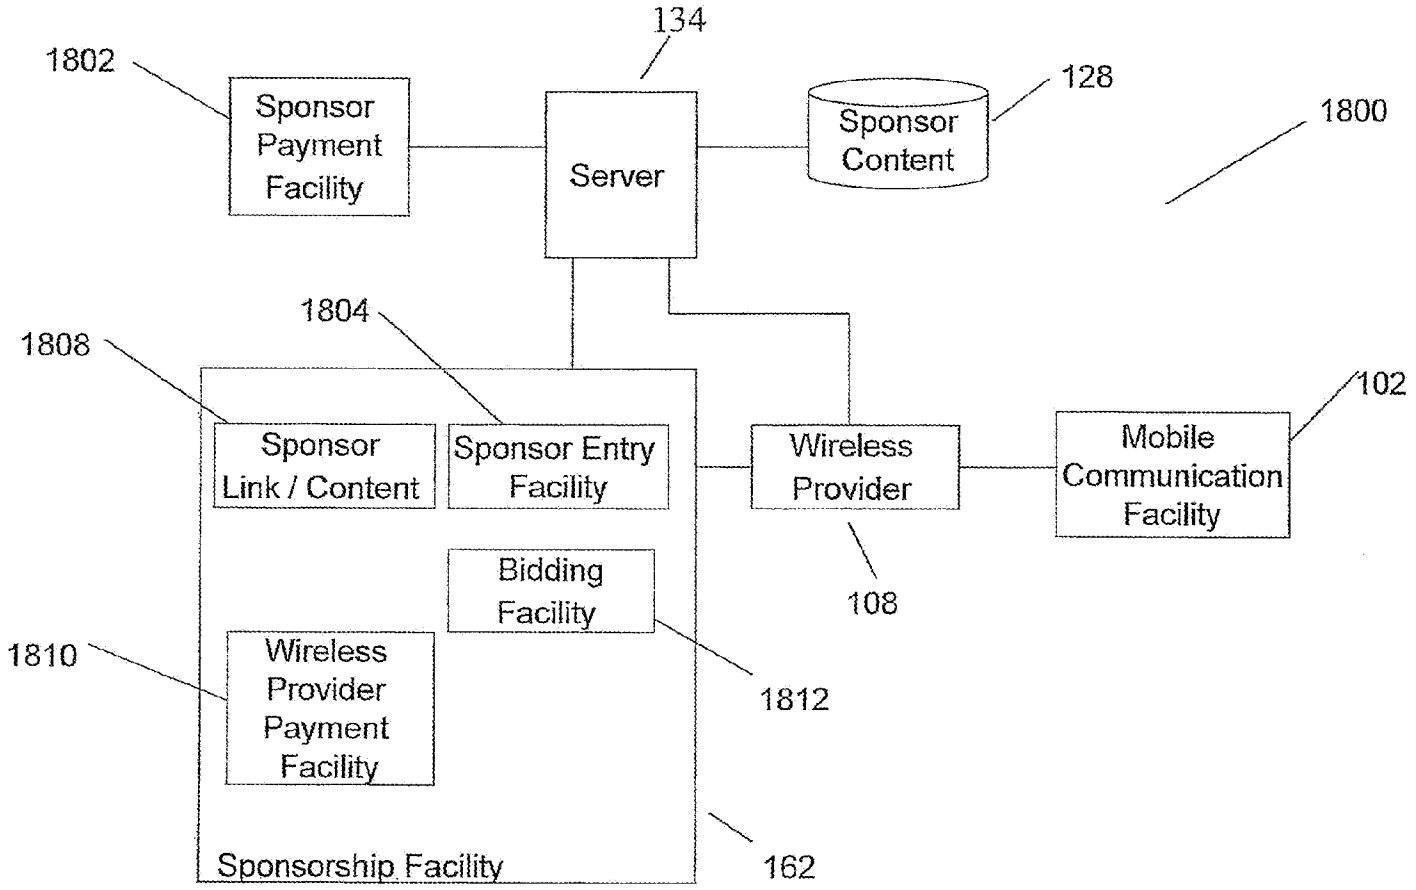 134
1802
Sponsor
Payment
Facility
Server
Sponsor
Content
128
1800
1804
1808
Sponsor
Link / Content
Sponsor Entry
Facility
Wireless
Provider
Mobile
Communication
Facility
102
Bidding
Facility
108
1810
Wireless
Provider
Payment
Facility
1812
Sponsorship Facility
162